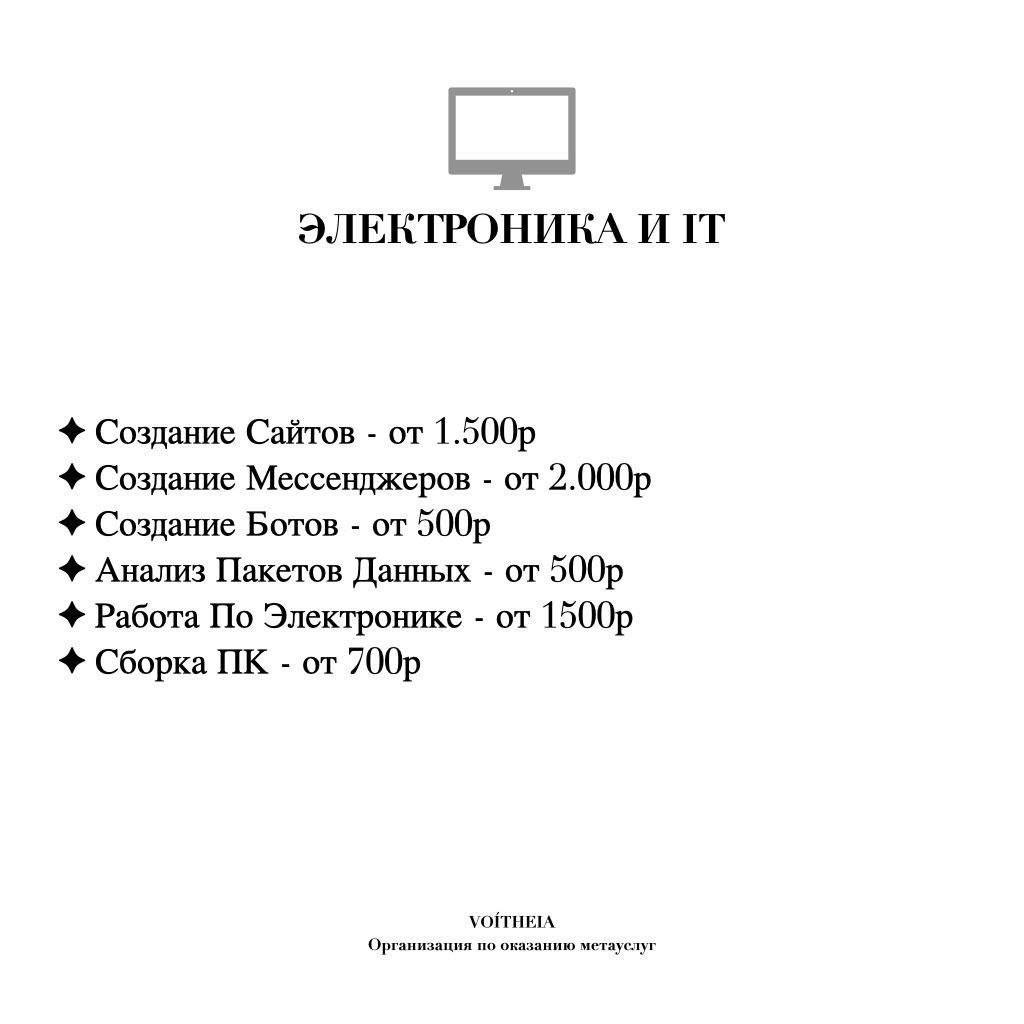 ЭЛЕКТРОНИКА И IT
✦ Создание Сайтов - от 1.500р
✦ Создание Мессенджеров - от 2.000р
✦ Создание Ботов - от 500р
✦ Анализ Пакетов Данных - от 500р
✦ Работа По Электронике - от 1500р
✦ Сборка ПК - от 700р
VOÍTHEIA
Организация по оказанию метауслуг